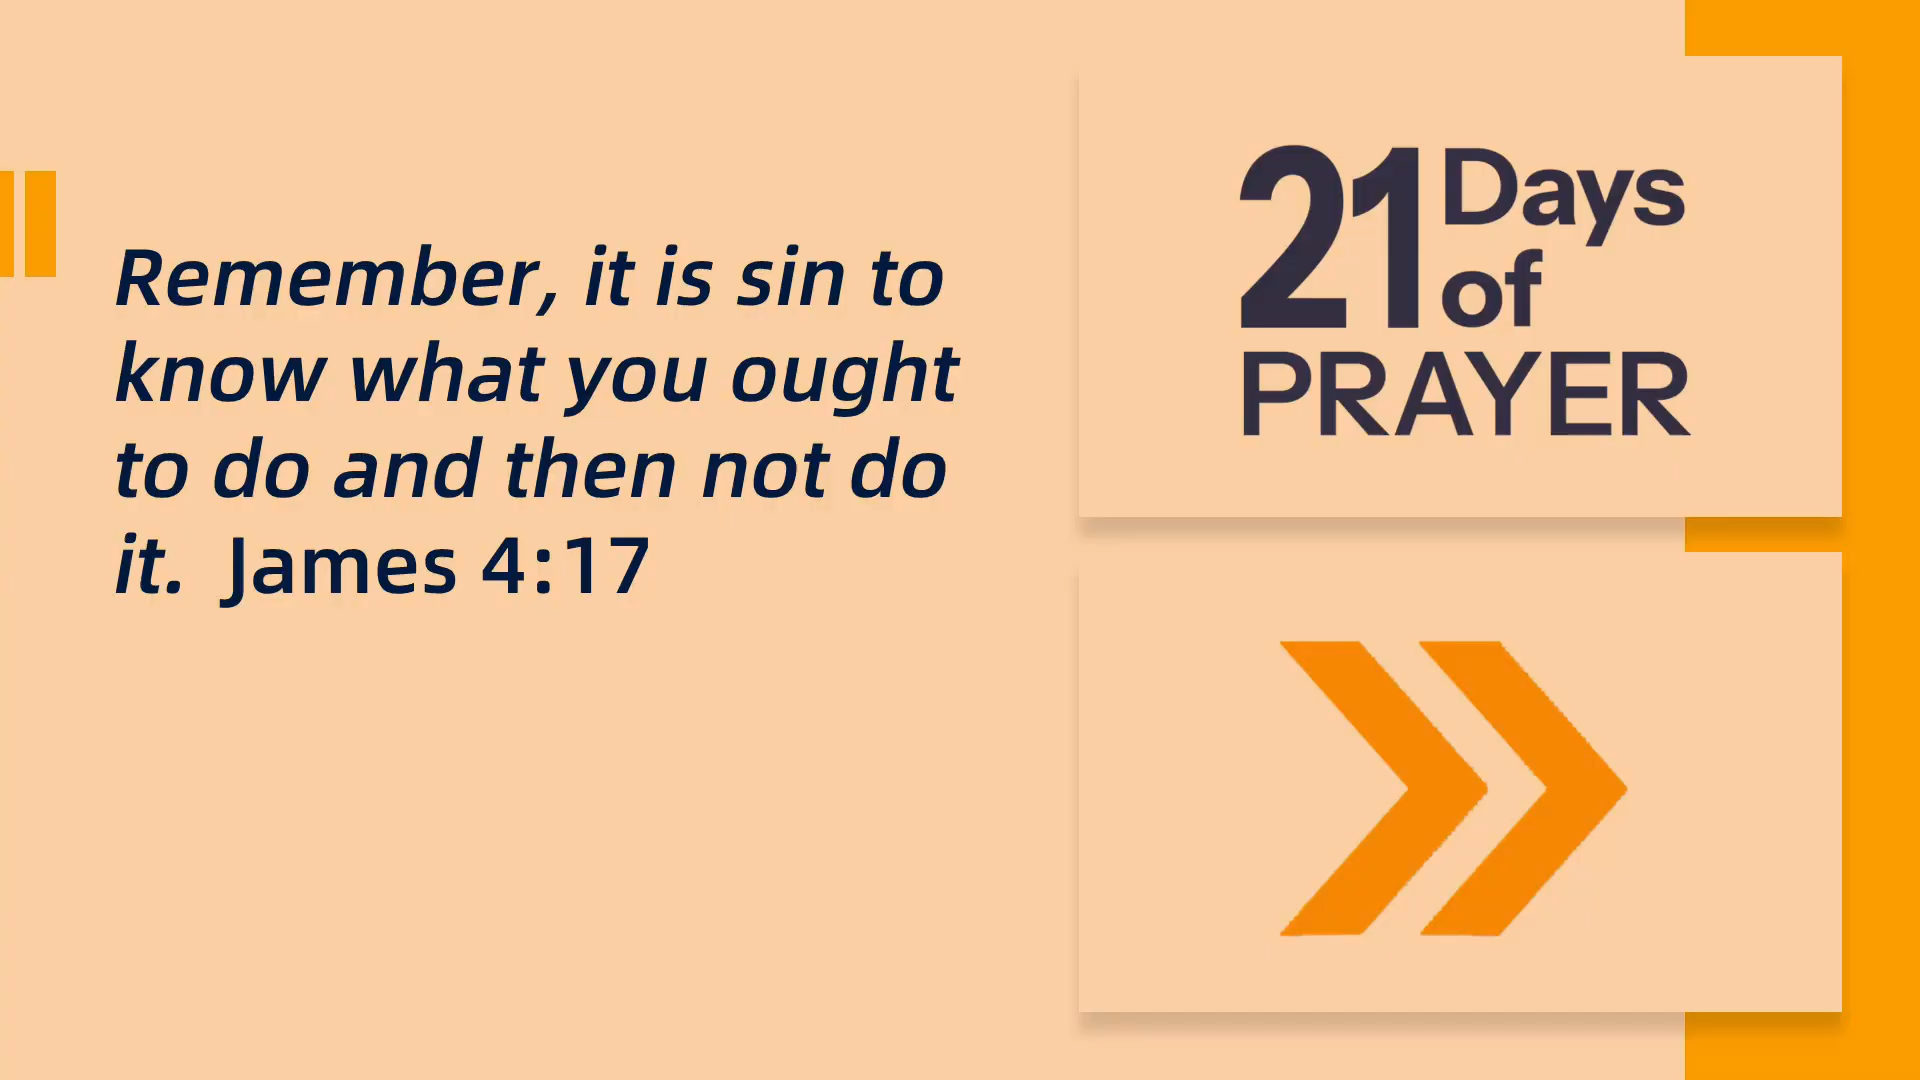 Remember, it is sin to
know what you ought
to do and then not do
it. James 4:17
21 Days
of
PRAYER